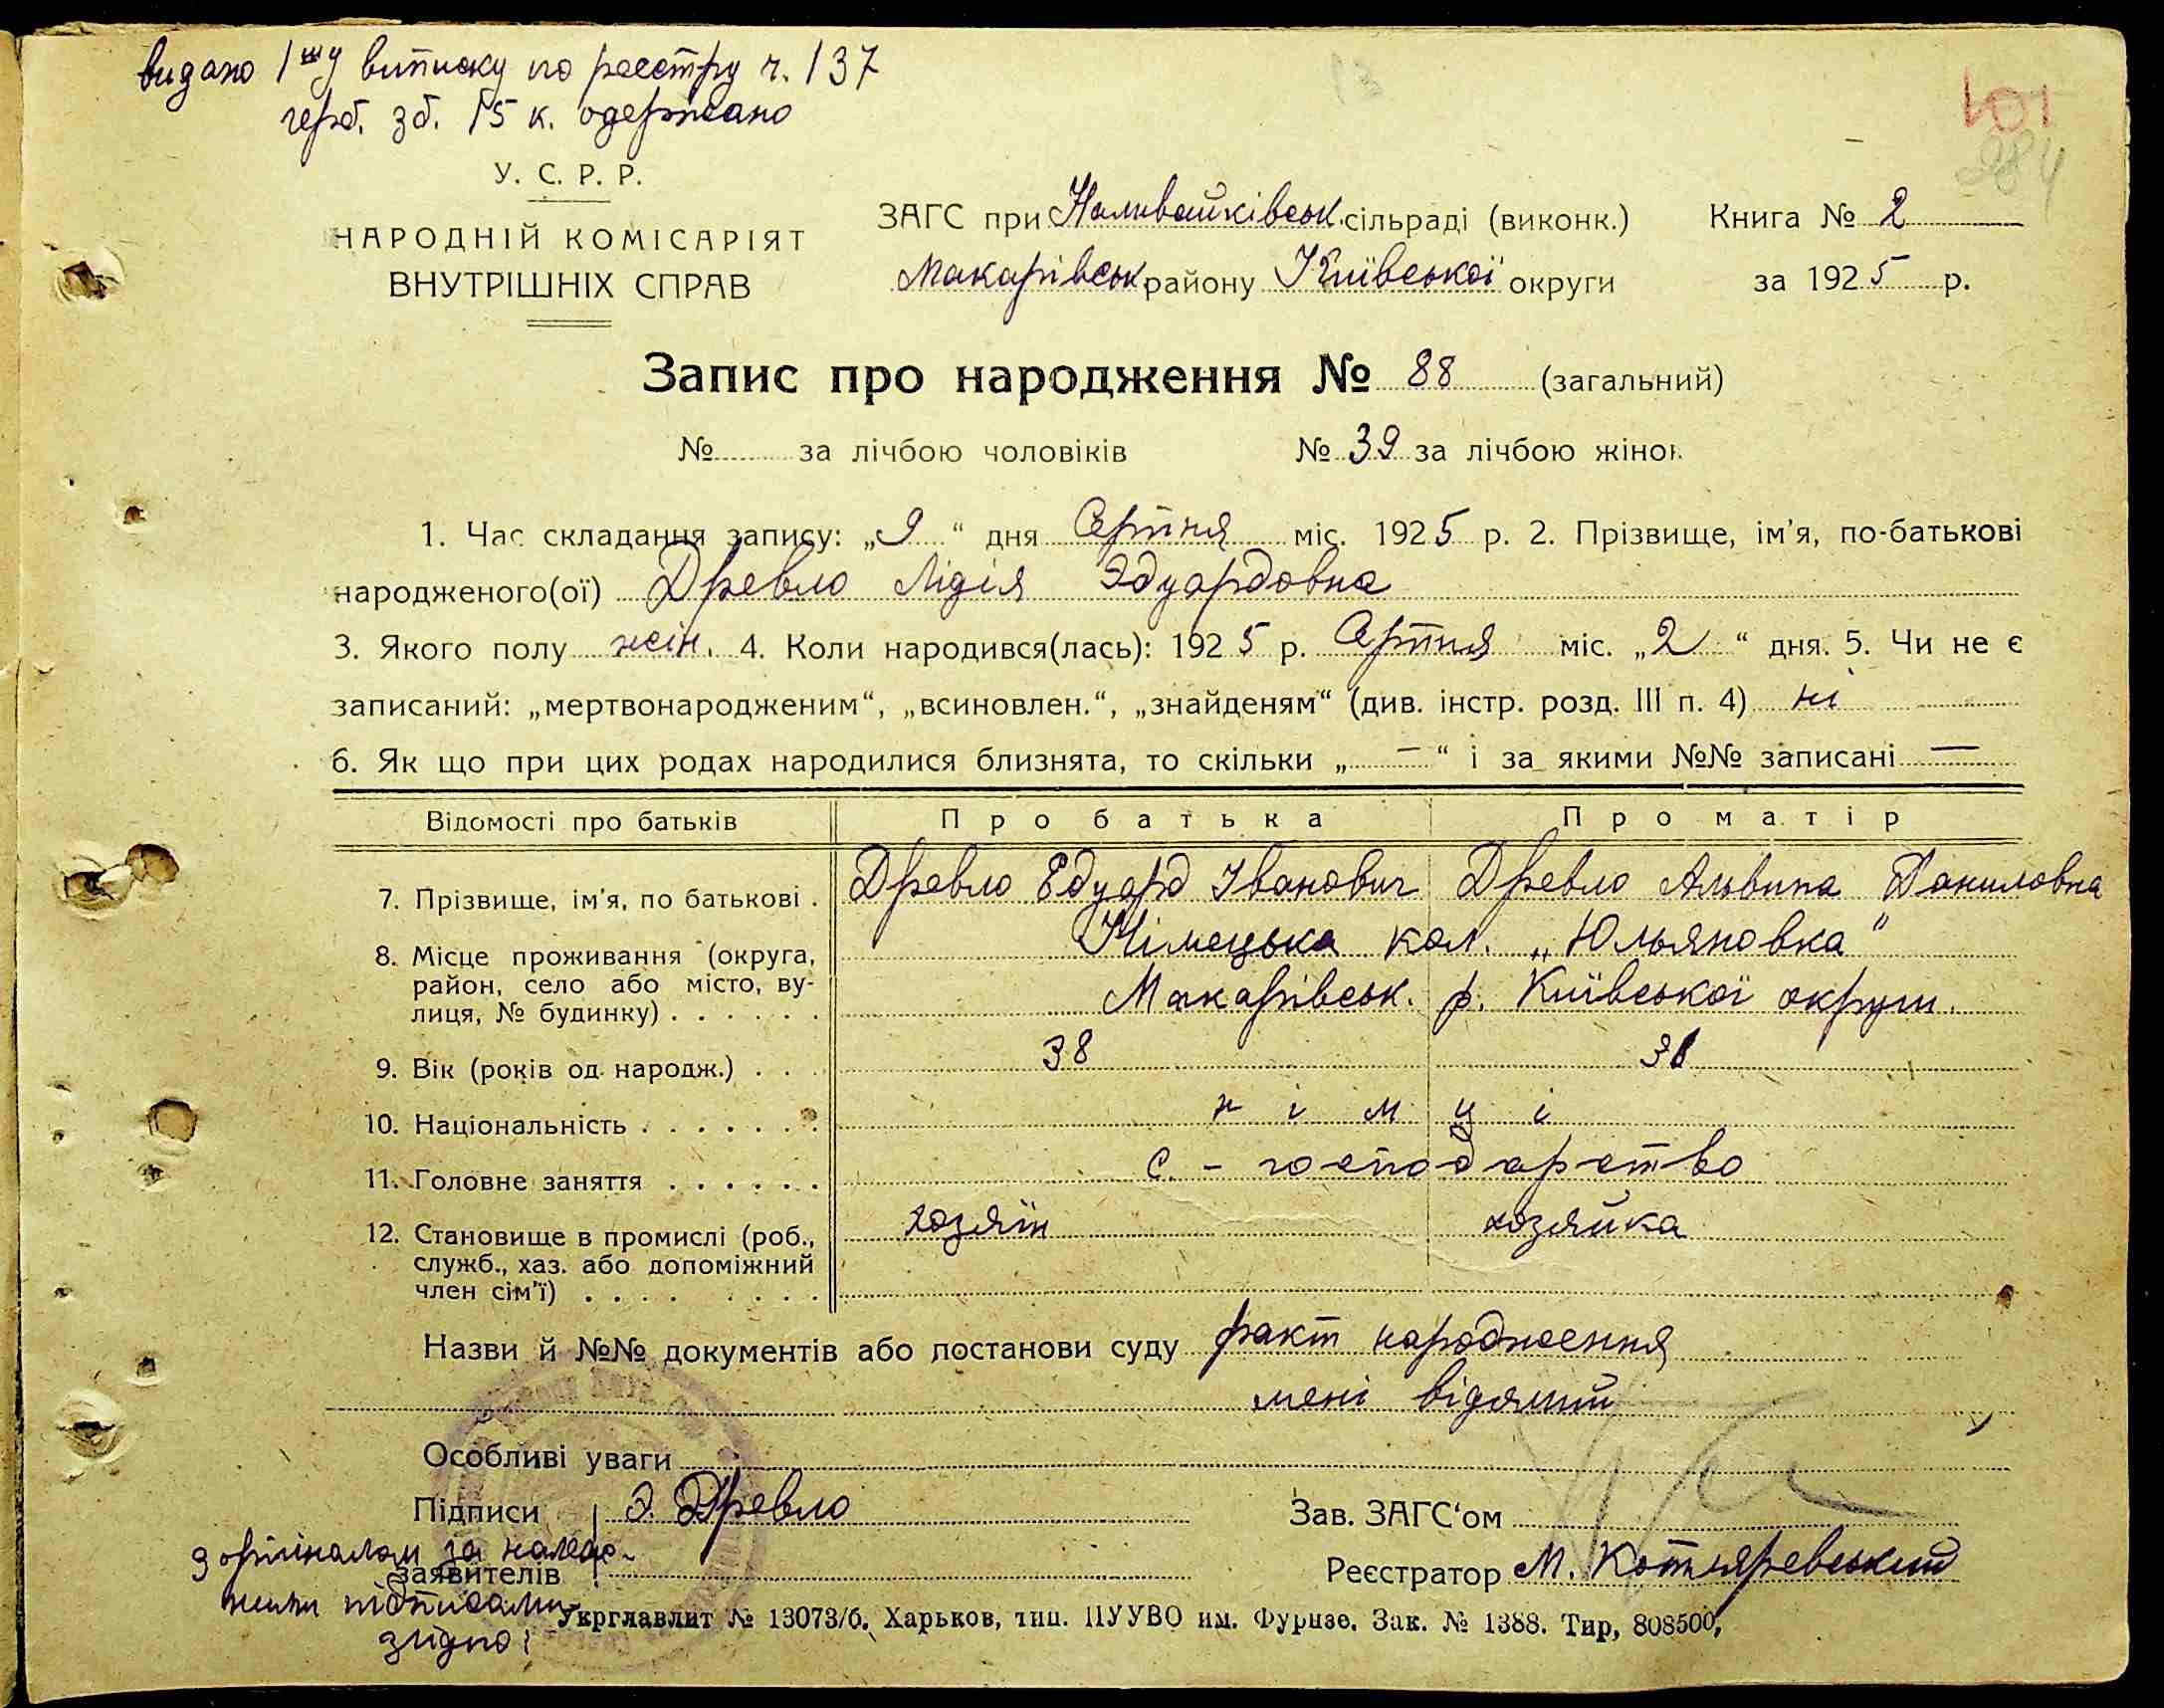 видано 1шу виписку по реєстру ч. 137
герб. зб. 15 к. одержано
101
284
У. С. Р. Р.
НАРОДНІЙ КОМІСАРІЯТ
ВНУТРІШНІХ СПРАВ
ЗАГС при Наливайківськ. сільраді (виконк.) Книга № 2
Макарівськ району Київської округи за 1925 р.
Запис про народження № 88 (загальний)
№ за лічбою чоловіків № 39 за лічбою жінок
1. Час складання запису: „9“ дня Серпня міс. 1925 р. 2. Прізвище, ім'я, по-батькові
народженого(ої) Древло Лідія Эдуардовна
3. Якого полу жін. 4. Коли народився(лась): 1925 р. Серпня міс. „2“ дня. 5. Чи не є
записаний: „мертвонародженим“, „всиновлен.“, „знайденям“ (див. інстр. розд. III п. 4) ні
6. Як що при цих родах народилися близнята, то скільки „—“ і за якими №№ записані —
Відомості про батьків Про батька Про матір
7. Прізвище, ім'я, по батькові . Древло Едуард Іванович Древло Альвина Даниловна
8. Місце проживання (округа, район, село або місто, ву-
лиця, № будинку) . . . . . . Німецька кол. „Юльяновка“
Макарівськ. р. Київської округи.
9. Вік (років од народж.) . . . 38 38
10. Національність . . . . . . . німці
11. Головне заняття . . . . . . с.-господарство
12. Становище в промислі (роб., хозяїн хозяйка
служб., хаз. або допоміжний
член сім'ї) . . . . . . . .
Назви й №№ документів або постанови суду факт народження
мені відомий
Особливі уваги
Підписи Э. Древло Зав. ЗАГС'ом
заявителів Реєстратор М. Котляревський
З оригіналом за належ-
ними підписами
згідно:
Укрглавлит № 13073/б. Харьков, тип. ПУУВО им. Фрунзе. Зак. № 1388. Тир, 808500,